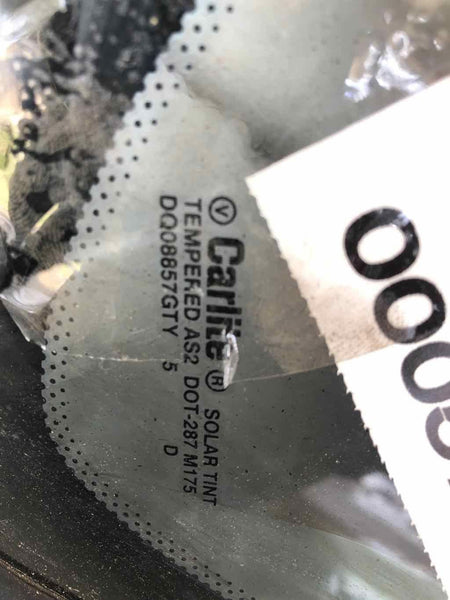 Ⓥ Carlite ® SOLAR TINT
TEMPERED AS2 DOT-287 M175
DQ08857GTY 5 D
000